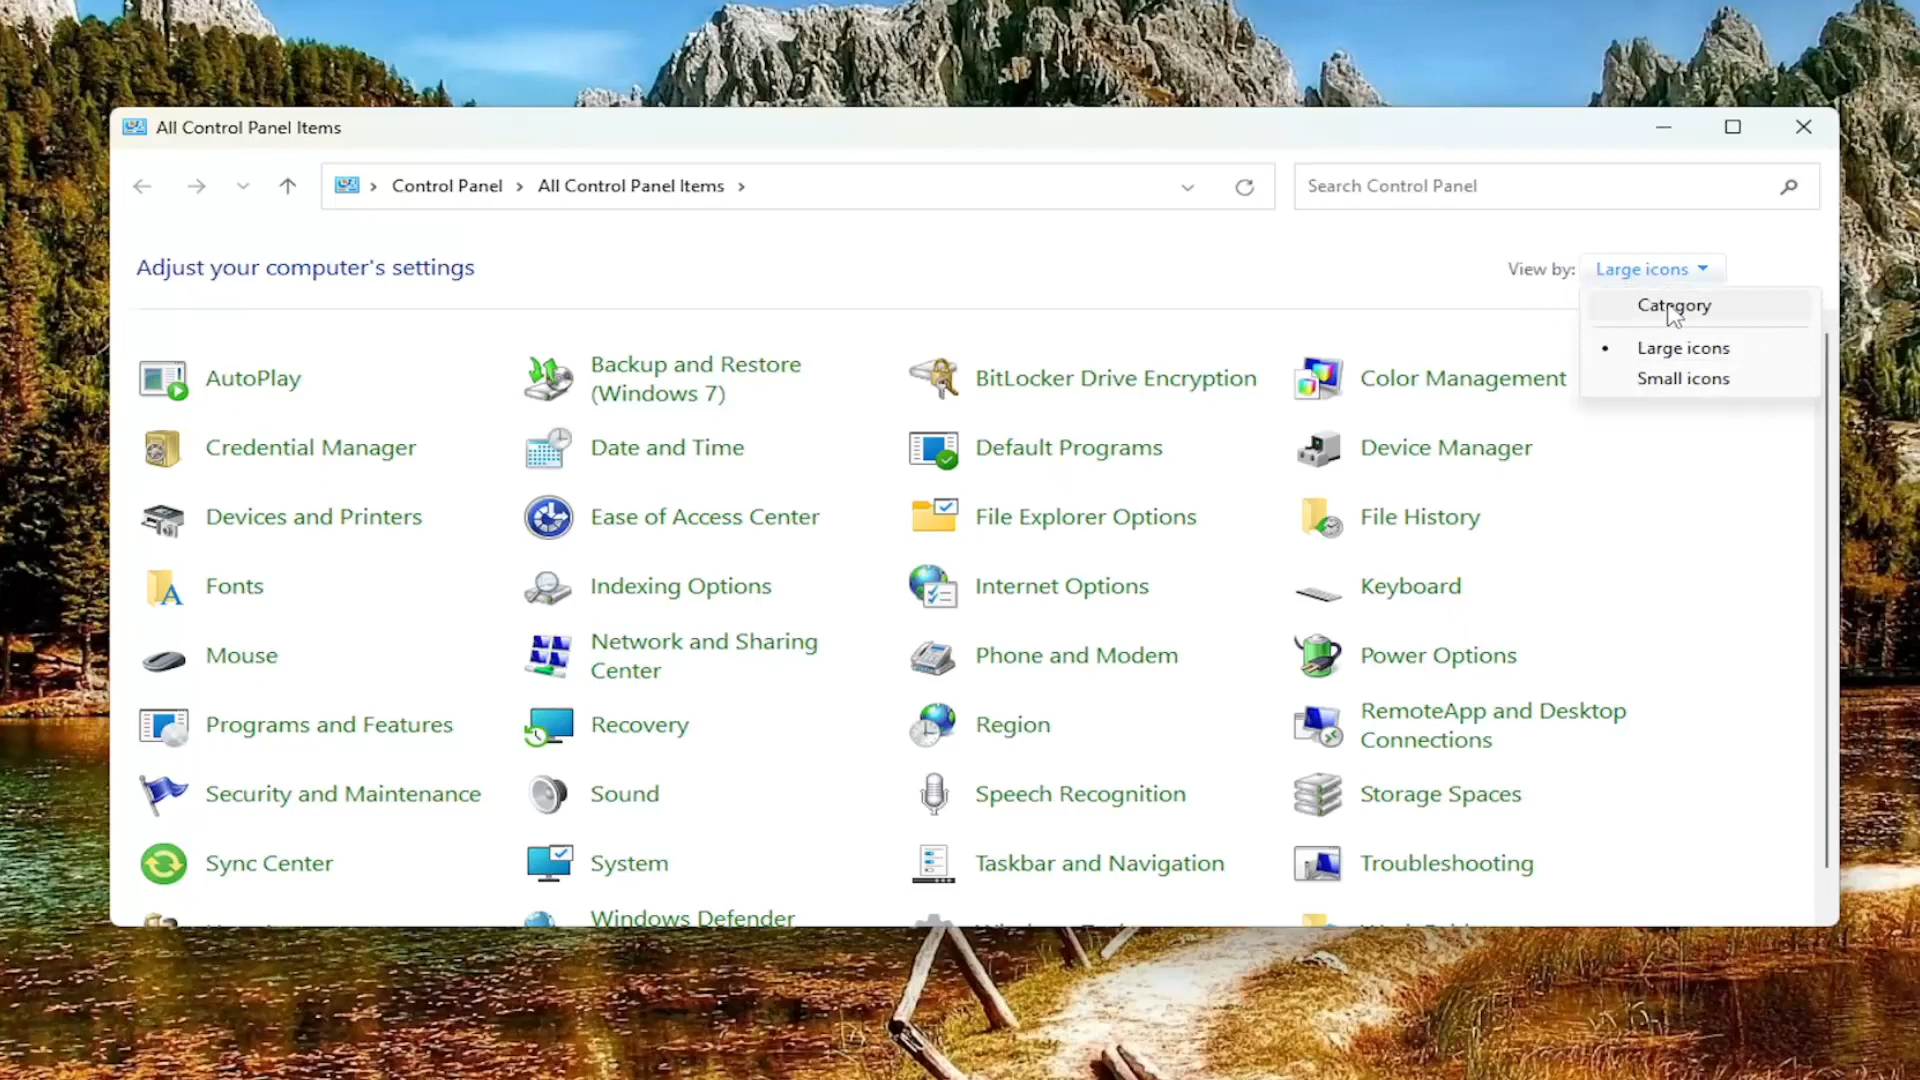 All Control Panel Items
Control Panel
All Control Panel Items
Search Control Panel
Adjust your computer's settings
View by:
Large icons
Category
Large icons
Small icons
AutoPlay
Backup and Restore
(Windows 7)
BitLocker Drive Encryption
Color Management
Credential Manager
Date and Time
Default Programs
Device Manager
Devices and Printers
Ease of Access Center
File Explorer Options
File History
Fonts
Indexing Options
Internet Options
Keyboard
Mouse
Network and Sharing
Center
Phone and Modem
Power Options
Programs and Features
Recovery
Region
RemoteApp and Desktop
Connections
Security and Maintenance
Sound
Speech Recognition
Storage Spaces
Sync Center
System
Taskbar and Navigation
Troubleshooting
Windows Defender